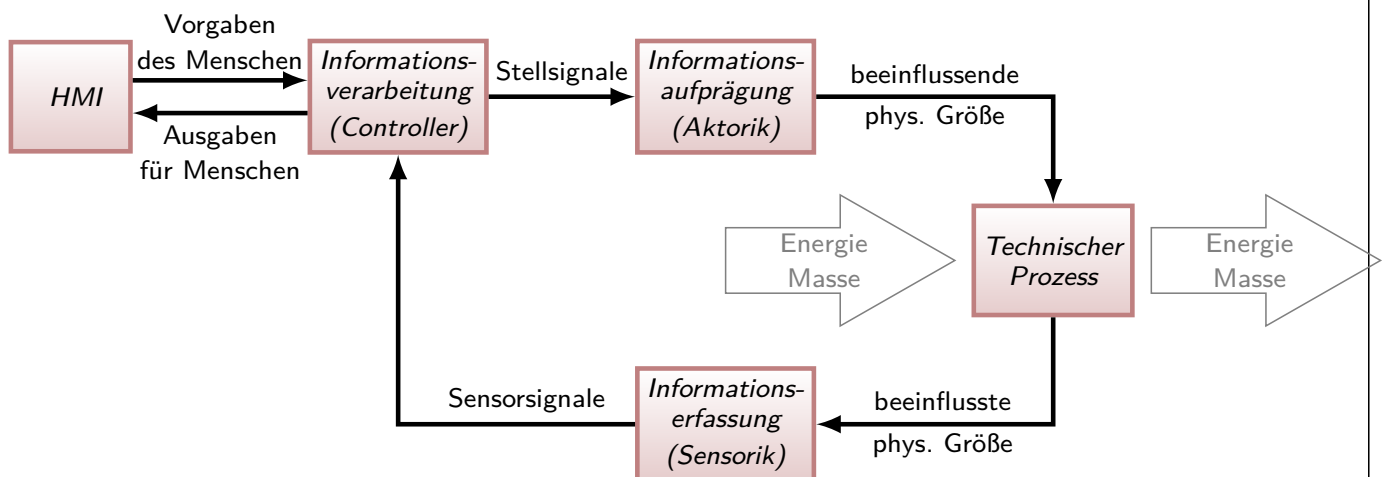 Vorgaben
des Menschen
HMI
Ausgaben
für Menschen
Informations-
verarbeitung
(Controller)
Stellsignale
Informations-
aufprägung
(Aktorik)
beeinflussende
phys. Größe
Energie
Masse
Technischer
Prozess
Energie
Masse
Sensorsignale
Informations-
erfassung
(Sensorik)
beeinflusste
phys. Größe